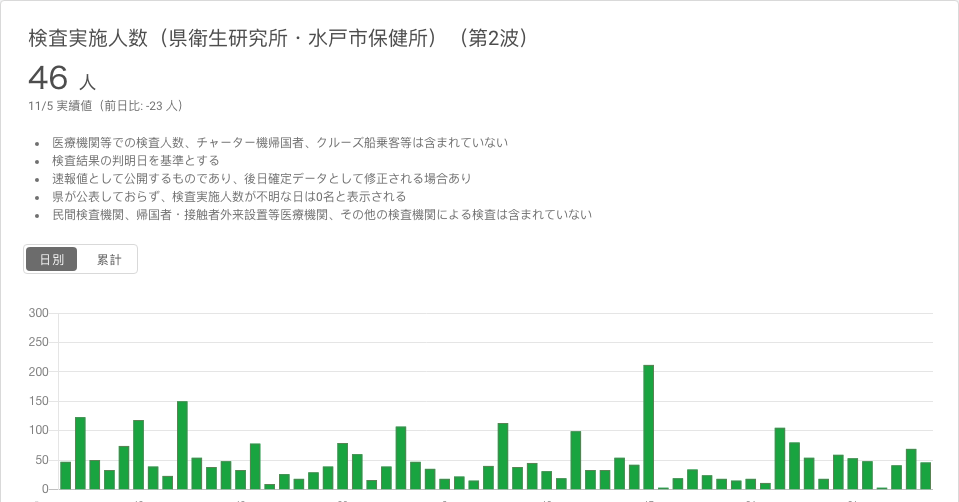 検査実施人数（県衛生研究所・水戸市保健所）（第2波）
46 人
11/5 実績値（前日比: -23 人）
医療機関等での検査人数、チャーター機帰国者、クルーズ船乗客等は含まれていない
検査結果の判明日を基準とする
速報値として公開するものであり、後日確定データとして修正される場合あり
県が公表しておらず、検査実施人数が不明な日は0名と表示される
民間検査機関、帰国者・接触者外来設置等医療機関、その他の検査機関による検査は含まれていない
日別 累計
300
250
200
150
100
50
0